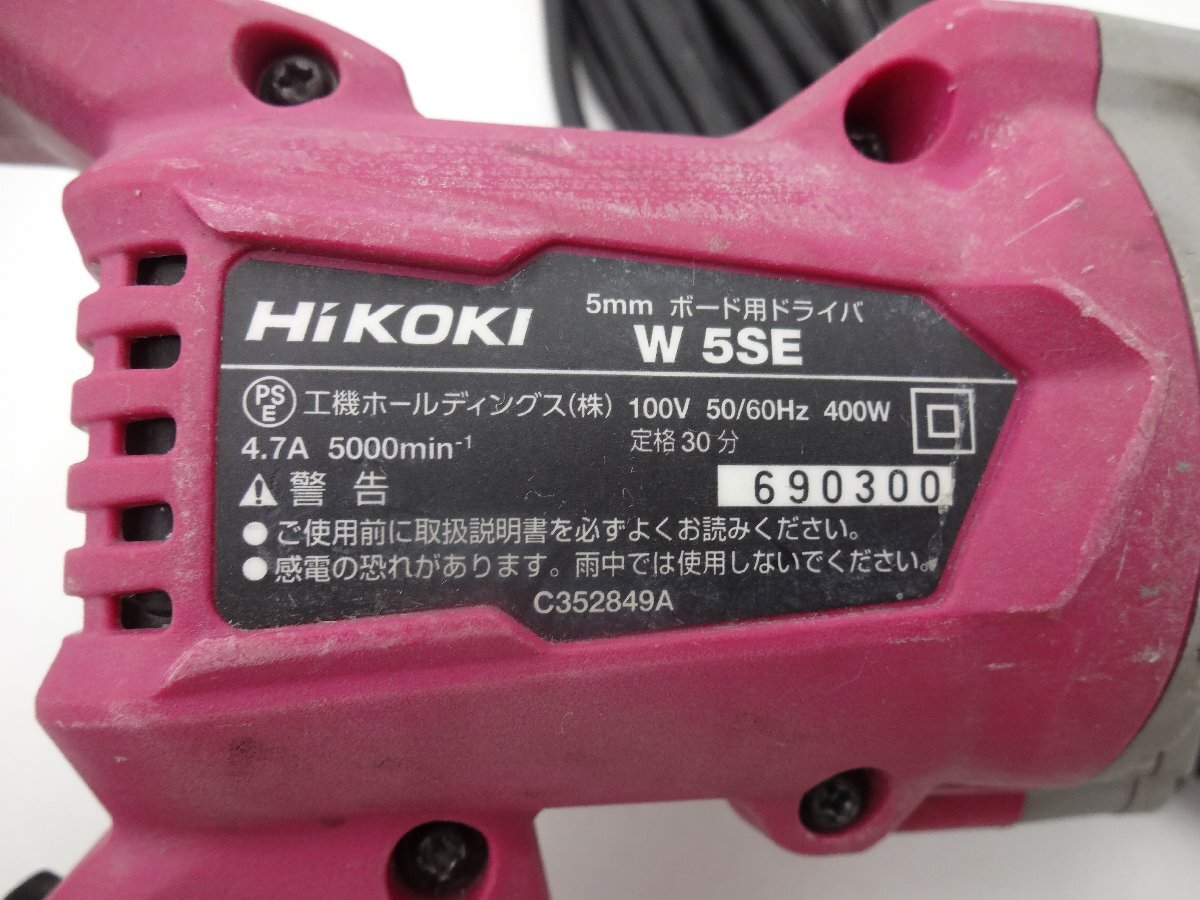 HiKOKI
5mm ボード用ドライバ
W 5SE
PSE 工機ホールディングス(株) 100V 50/60Hz 400W
4.7A 5000min⁻¹ 定格30分
警告
690300
●ご使用前に取扱説明書を必ずよくお読みください。
●感電の恐れがあります。雨中では使用しないでください。
C352849A